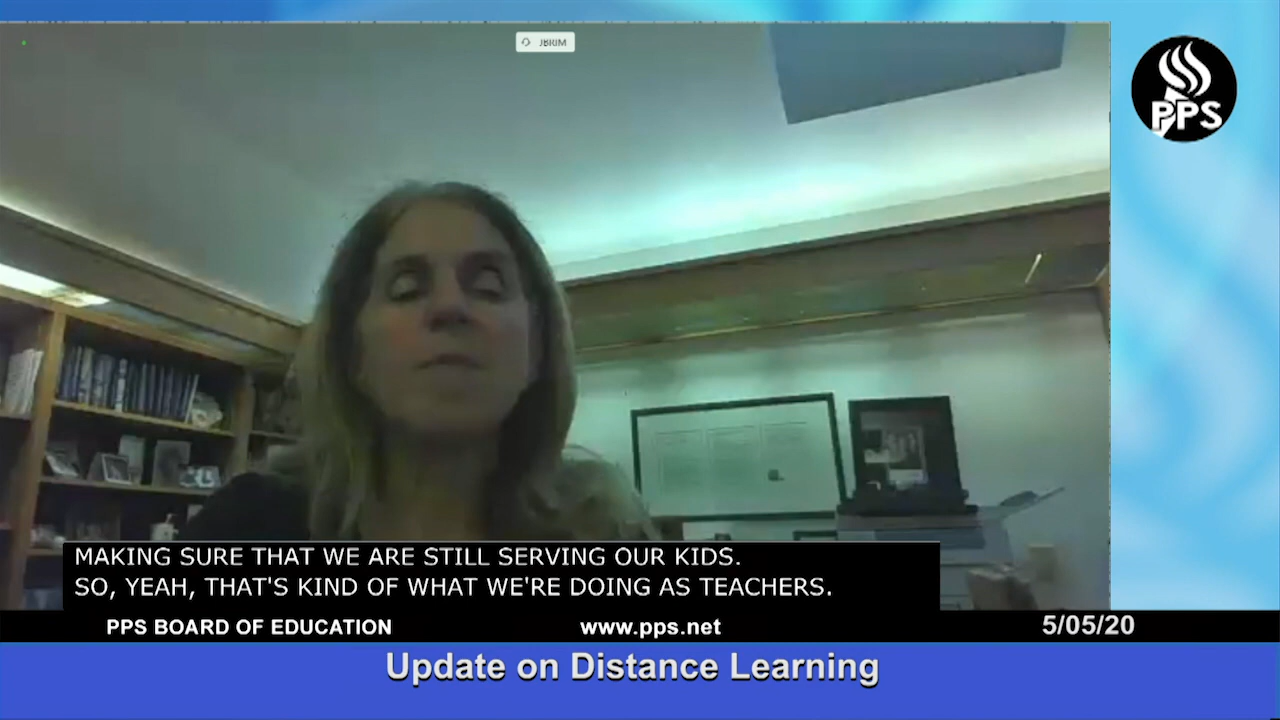 JBRIM
PPS
MAKING SURE THAT WE ARE STILL SERVING OUR KIDS.
SO, YEAH, THAT'S KIND OF WHAT WE'RE DOING AS TEACHERS.
PPS BOARD OF EDUCATION www.pps.net 5/05/20
Update on Distance Learning